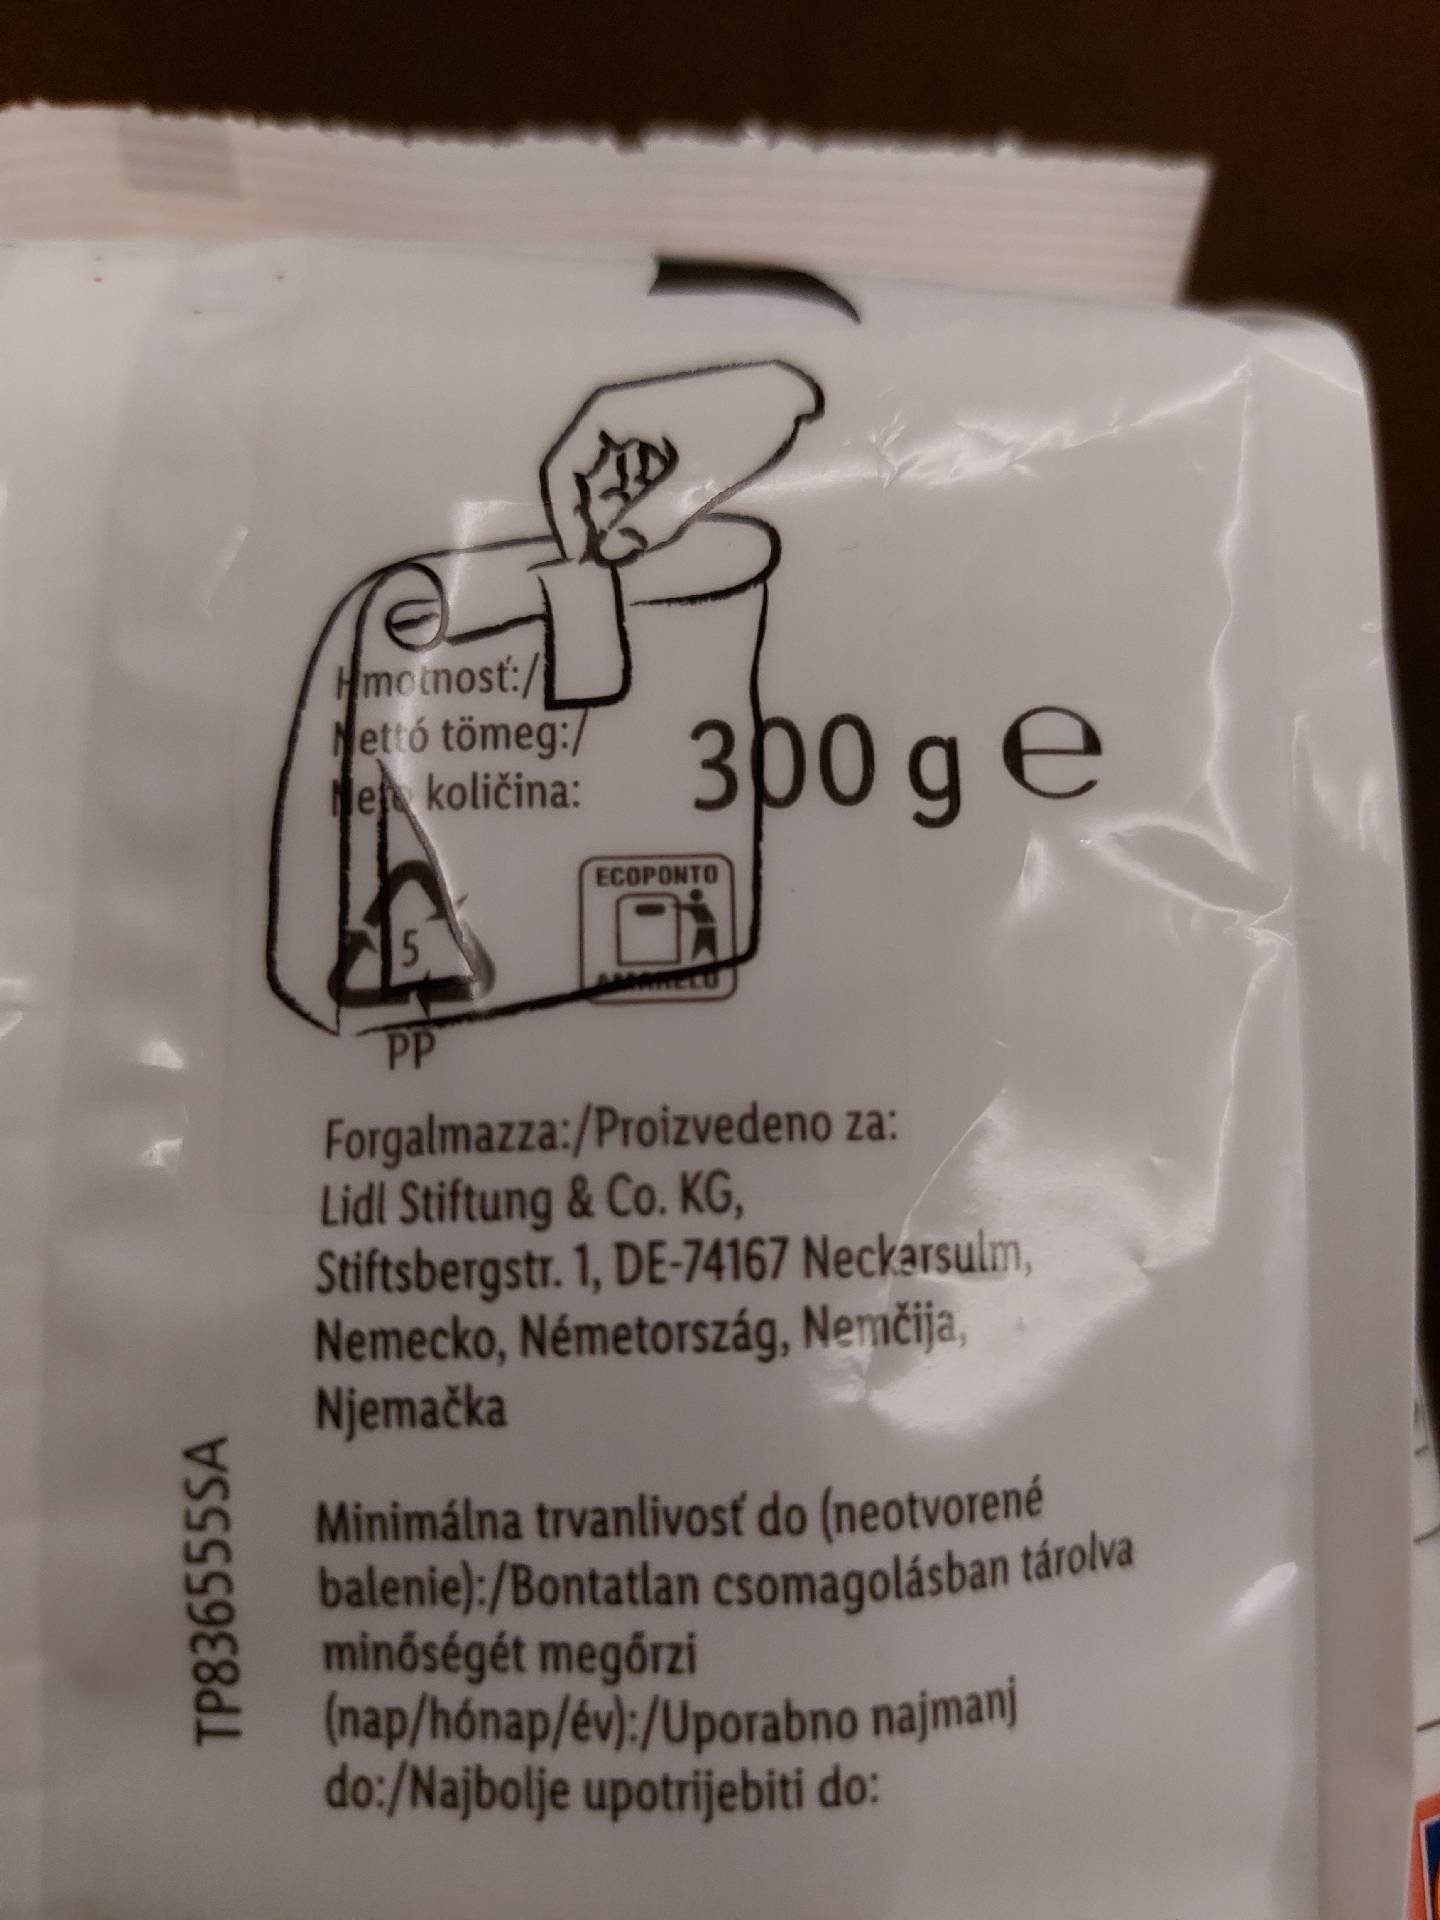 Hmotnosť:/
Nettó tömeg:/
Neto količina:
300 g e
ECOPONTO
AMARELO
5
PP
Forgalmazza:/Proizvedeno za:
Lidl Stiftung & Co. KG,
Stiftsbergstr. 1, DE-74167 Neckarsulm,
Nemecko, Németország, Nemčija,
Njemačka
TP836555SA
Minimálna trvanlivosť do (neotvorené
balenie):/Bontatlan csomagolásban tárolva
minőségét megőrzi
(nap/hónap/év):/Uporabno najmanj
do:/Najbolje upotrijebiti do: